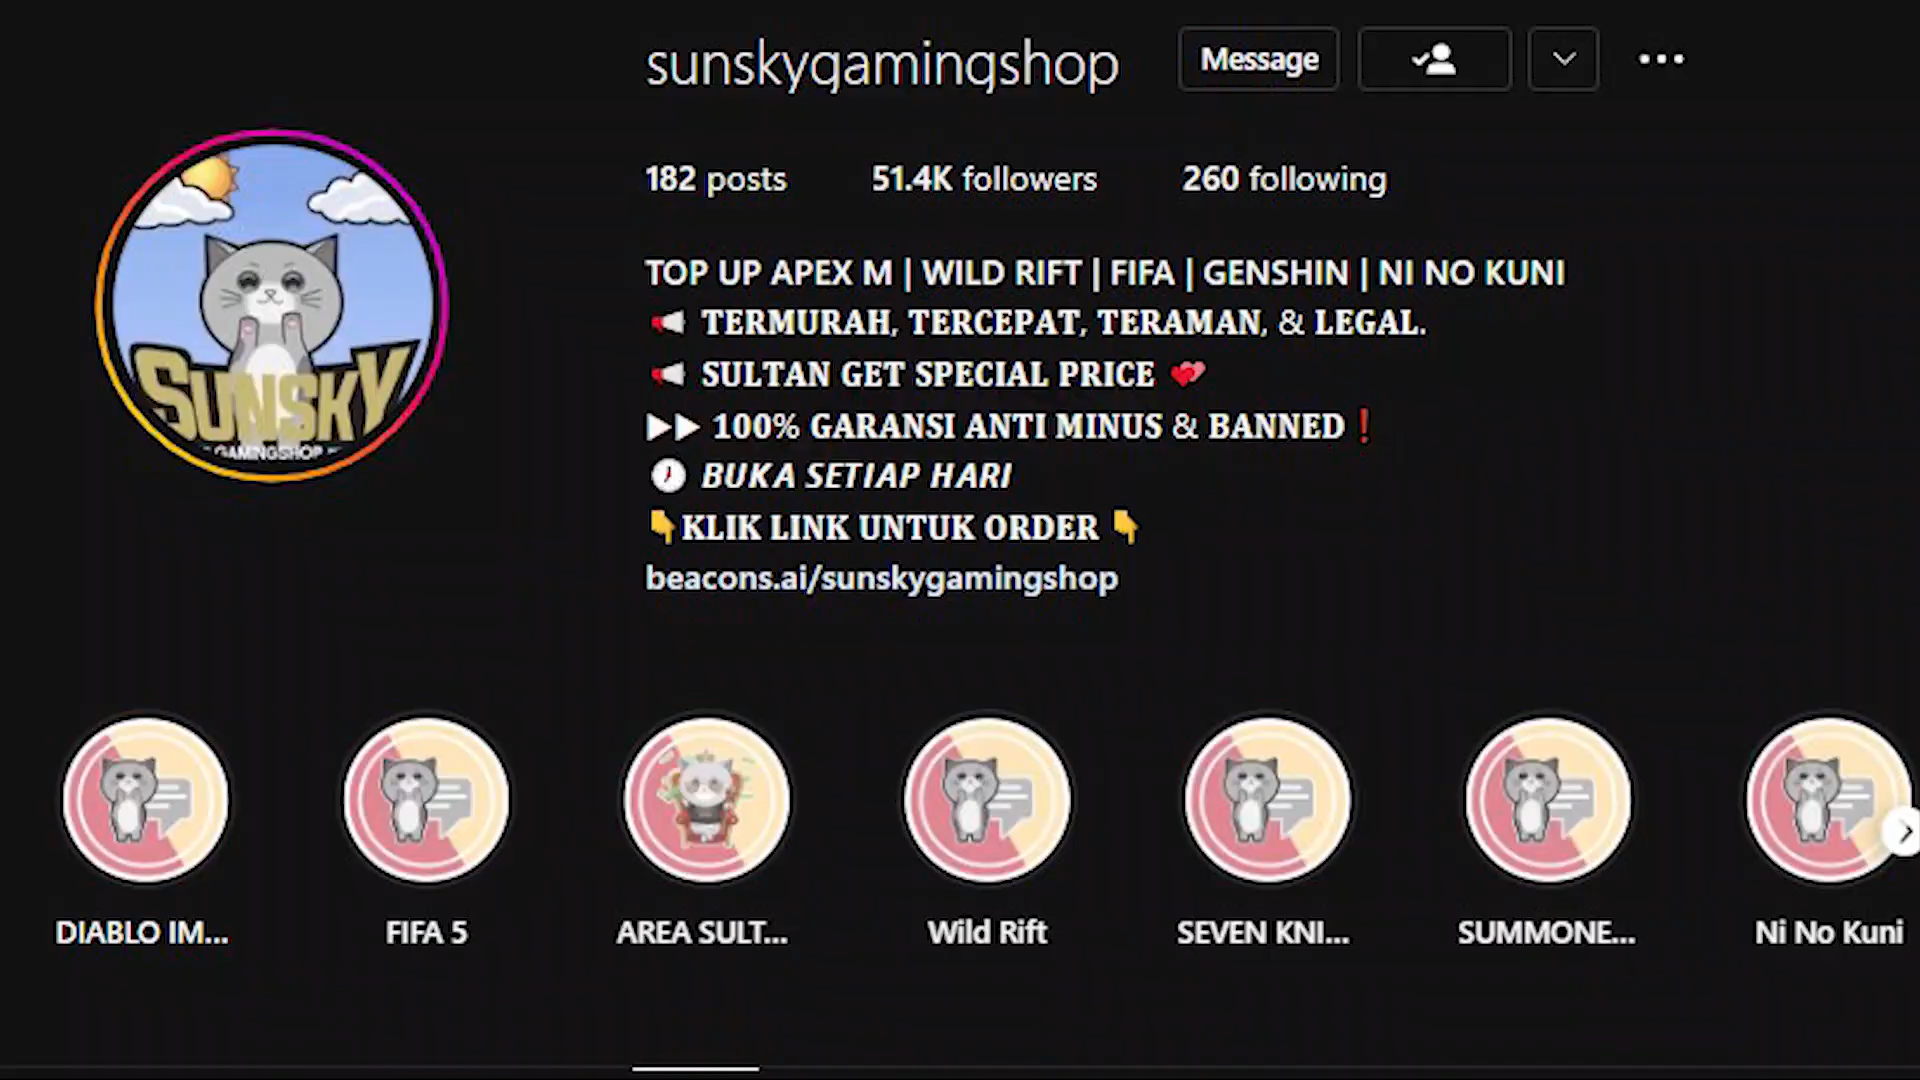 sunskygamingshop
Message
182 posts 51.4K followers 260 following
TOP UP APEX M | WILD RIFT | FIFA | GENSHIN | NI NO KUNI
📢 TERMURAH, TERCEPAT, TERAMAN, & LEGAL.
📢 SULTAN GET SPECIAL PRICE 💕
▶▶ 100% GARANSI ANTI MINUS & BANNED❗
🕖 BUKA SETIAP HARI
👇KLIK LINK UNTUK ORDER 👇
beacons.ai/sunskygamingshop
SUNSKY
GAMINGSHOP
DIABLO IM...
FIFA 5
AREA SULT...
Wild Rift
SEVEN KNI...
SUMMONE...
Ni No Kuni